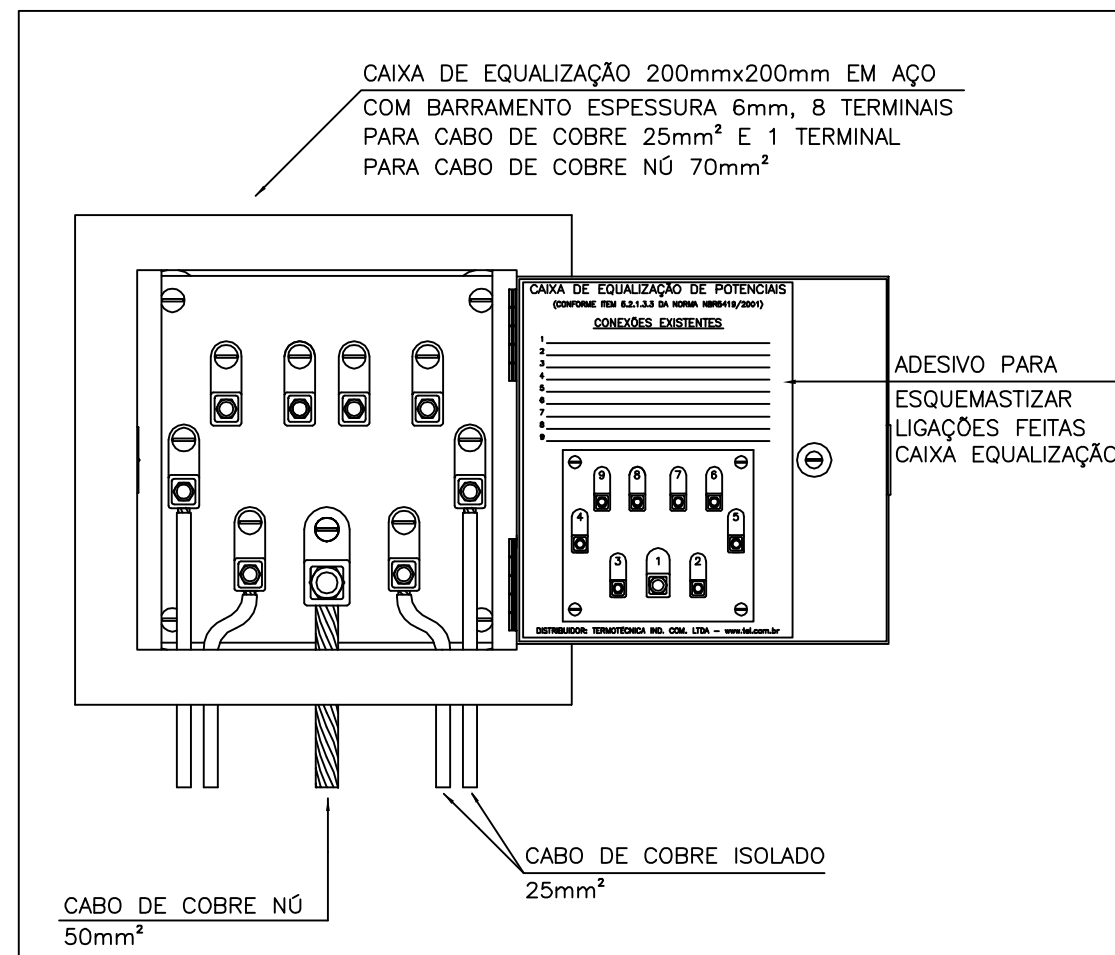 CAIXA DE EQUALIZAÇÃO 200mmx200mm EM AÇO
COM BARRAMENTO ESPESSURA 6mm, 8 TERMINAIS
PARA CABO DE COBRE 25mm² E 1 TERMINAL
PARA CABO DE COBRE NÚ 70mm²
CAIXA DE EQUALIZAÇÃO DE POTENCIAIS
(CONFORME ITEM 5.2.1.3.3 DA NORMA NBR5419/2001)
CONEXÕES EXISTENTES
1
2
3
4
5
6
7
8
9
9 8 7 6
4 5
3 1 2
DISTRIBUIDOR: TERMOTÉCNICA IND. COM. LTDA – www.tel.com.br
ADESIVO PARA
ESQUEMASTIZAR
LIGAÇÕES FEITAS
CAIXA EQUALIZAÇÃO
CABO DE COBRE ISOLADO
25mm²
CABO DE COBRE NÚ
50mm²